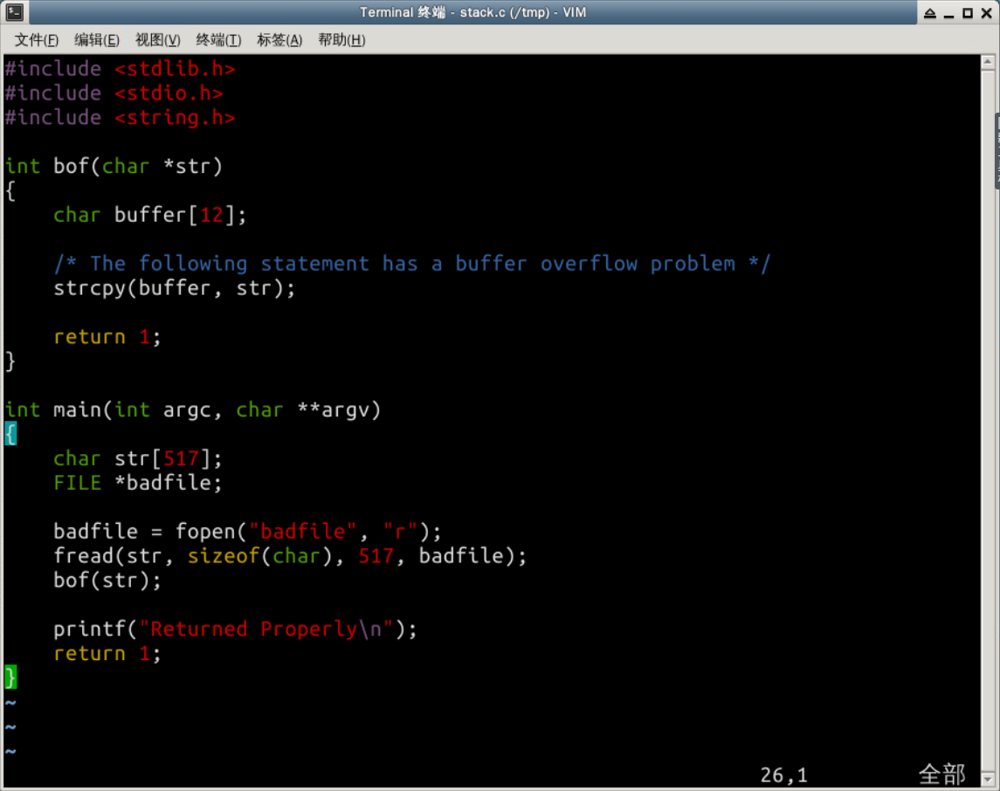 Terminal 终端 - stack.c (/tmp) - VIM
文件(F) 编辑(E) 视图(V) 终端(T) 标签(A) 帮助(H)
#include <stdlib.h>
#include <stdio.h>
#include <string.h>
int bof(char *str)
{
    char buffer[12];
    /* The following statement has a buffer overflow problem */
    strcpy(buffer, str);
    return 1;
}
int main(int argc, char **argv)
{
    char str[517];
    FILE *badfile;
    badfile = fopen("badfile", "r");
    fread(str, sizeof(char), 517, badfile);
    bof(str);
    printf("Returned Properly\n");
    return 1;
}
~
~
~
26,1 全部